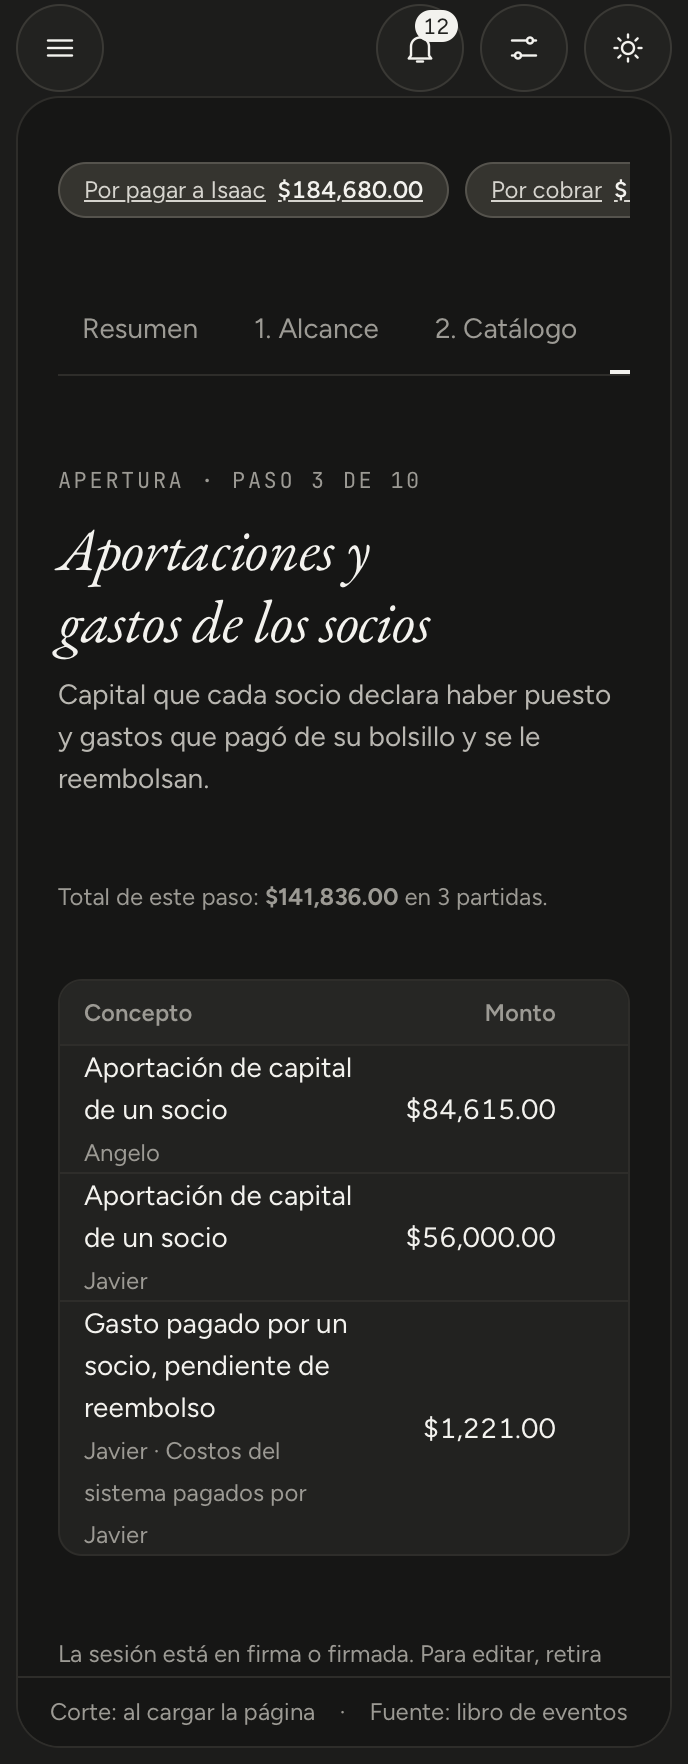 12
Por pagar a Isaac $184,680.00 Por cobrar $
Resumen 1. Alcance 2. Catálogo
APERTURA · PASO 3 DE 10
Aportaciones y
gastos de los socios
Capital que cada socio declara haber puesto
y gastos que pagó de su bolsillo y se le
reembolsan.
Total de este paso: $141,836.00 en 3 partidas.
Concepto Monto
Aportación de capital
de un socio $84,615.00
Angelo
Aportación de capital
de un socio $56,000.00
Javier
Gasto pagado por un
socio, pendiente de
reembolso
$1,221.00
Javier · Costos del
sistema pagados por
Javier
La sesión está en firma o firmada. Para editar, retira
Corte: al cargar la página · Fuente: libro de eventos